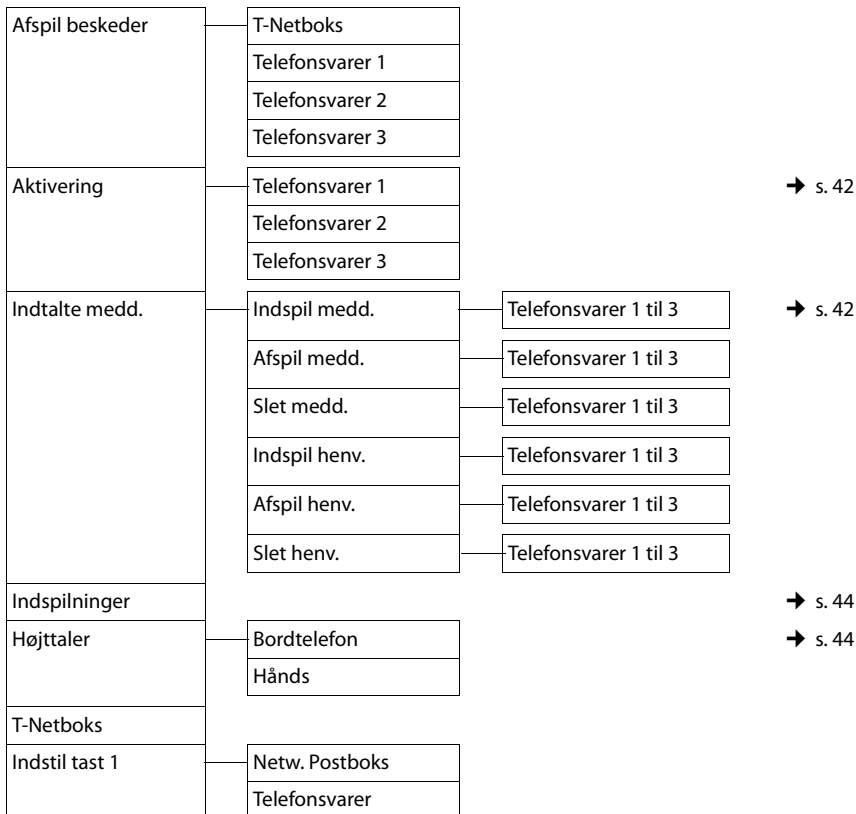 Afspil beskeder T-Netboks
Telefonsvarer 1
Telefonsvarer 2
Telefonsvarer 3
Aktivering Telefonsvarer 1 ➔ s. 42
Telefonsvarer 2
Telefonsvarer 3
Indtalte medd. Indspil medd. Telefonsvarer 1 til 3 ➔ s. 42
Afspil medd. Telefonsvarer 1 til 3
Slet medd. Telefonsvarer 1 til 3
Indspil henv. Telefonsvarer 1 til 3
Afspil henv. Telefonsvarer 1 til 3
Slet henv. Telefonsvarer 1 til 3
Indspilninger ➔ s. 44
Højttaler Bordtelefon ➔ s. 44
Hånds
T-Netboks
Indstil tast 1 Netw. Postboks
Telefonsvarer